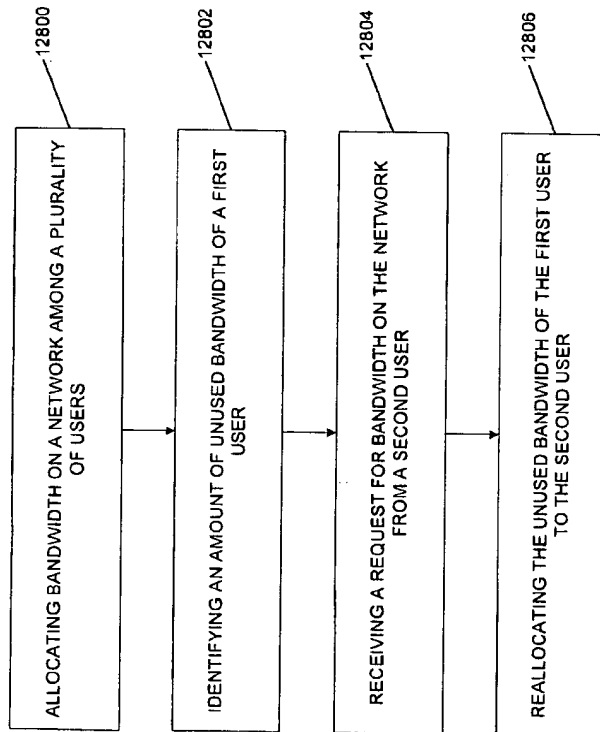 ALLOCATING BANDWIDTH ON A NETWORK AMONG A PLURALITY
OF USERS
12800
IDENTIFYING AN AMOUNT OF UNUSED BANDWIDTH OF A FIRST
USER
12802
RECEIVING A REQUEST FOR BANDWIDTH ON THE NETWORK
FROM A SECOND USER
12804
REALLOCATING THE UNUSED BANDWIDTH OF THE FIRST USER
TO THE SECOND USER
12806